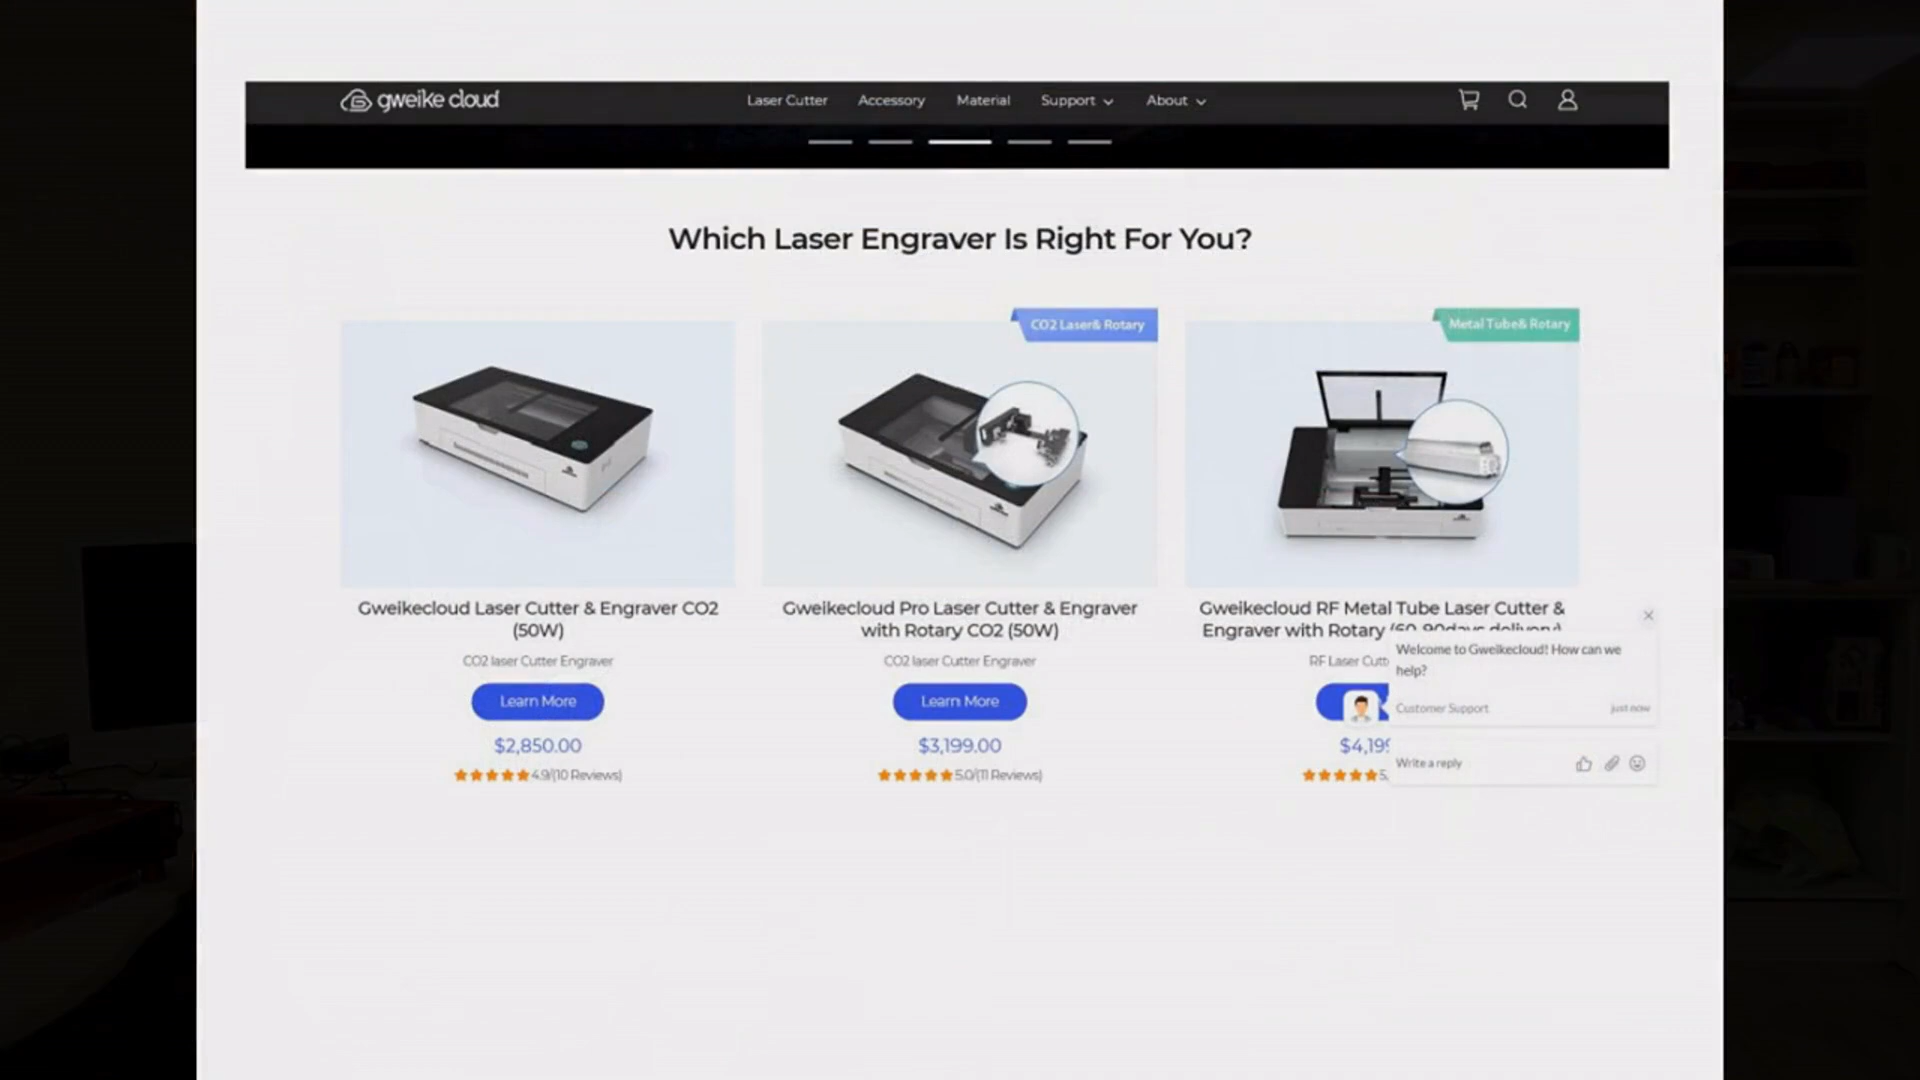 gweike cloud
Laser Cutter Accessory Material Support About
Which Laser Engraver Is Right For You?
CO2 Laser& Rotary
Metal Tube& Rotary
Gweikecloud Laser Cutter & Engraver CO2
(50W)
CO2 laser Cutter Engraver
Learn More
$2,850.00
4.9/(10 Reviews)
Gweikecloud Pro Laser Cutter & Engraver
with Rotary CO2 (50W)
CO2 laser Cutter Engraver
Learn More
$3,199.00
5.0/(11 Reviews)
Gweikecloud RF Metal Tube Laser Cutter &
Engraver with Rotary (60-90days delivery)
RF Laser Cutt
$4,199
5.
Welcome to Gweikecloud! How can we
help?
Customer Support just now
Write a reply